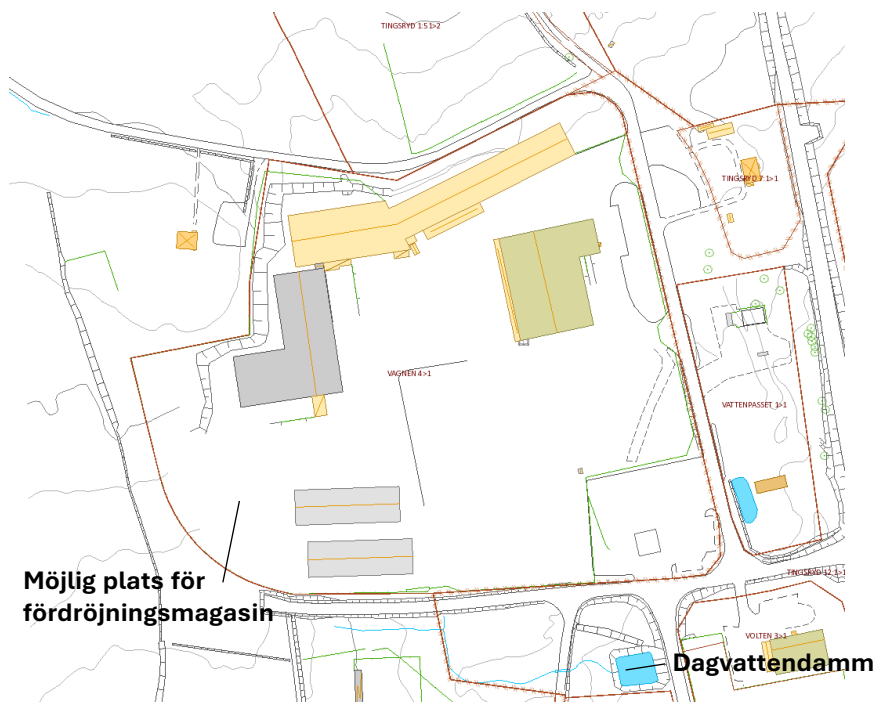 TINGSRYD 1:51>2
TINGSRYD 7:1>1
VAGNEN 4>1
VATTENPASSET 1>1
Möjlig plats för
fördröjningsmagasin
TINGSRYD 12:1>1
VOLTEN 3>1
Dagvattendamm